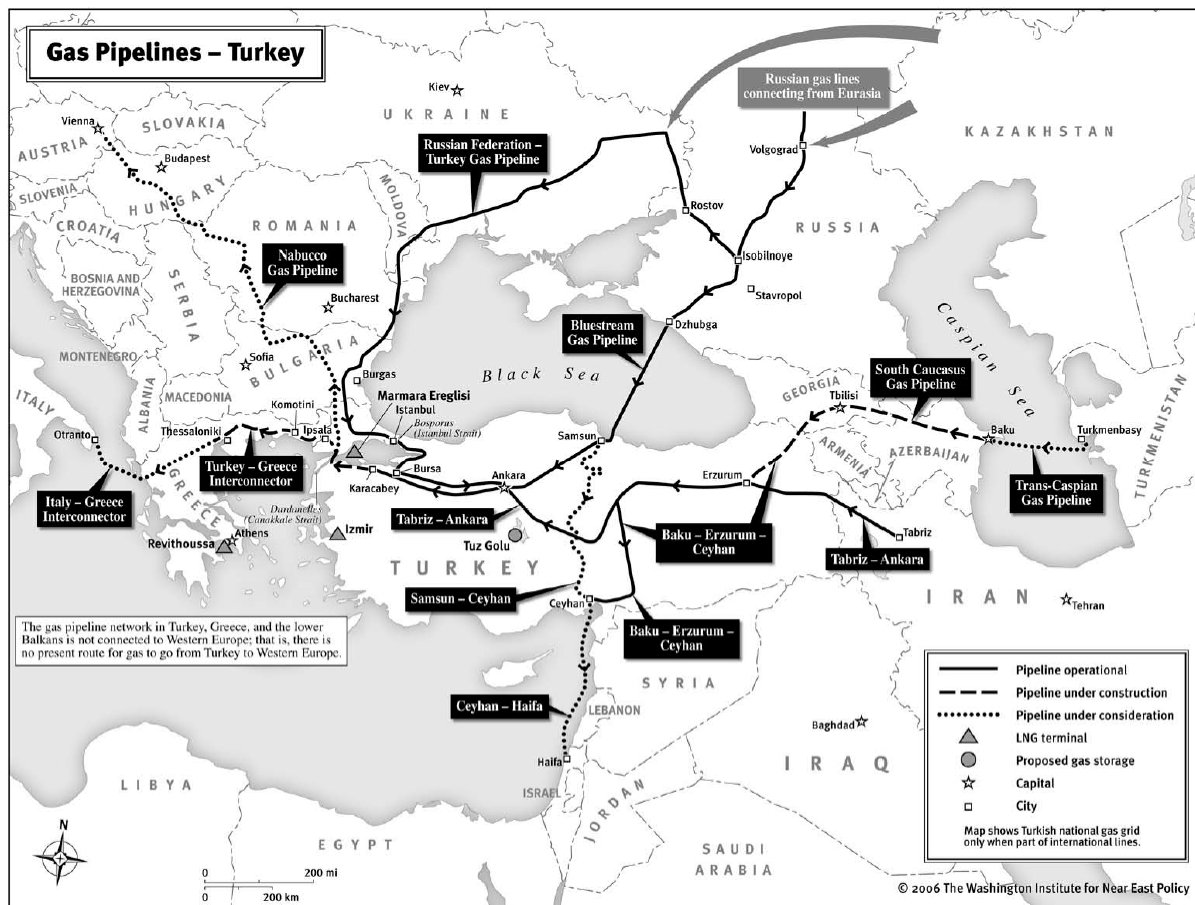 Gas Pipelines – Turkey
Russian gas lines
connecting from Eurasia
Kiev
UKRAINE
KAZAKHSTAN
Vienna
SLOVAKIA
AUSTRIA
Budapest
Russian Federation –
Turkey Gas Pipeline
Volgograd
SLOVENIA
HUNGARY
MOLDOVA
CROATIA
ROMANIA
Rostov
RUSSIA
Nabucco
Gas Pipeline
Isobilnoye
BOSNIA AND
HERZEGOVINA
SERBIA
Bucharest
Stavropol
Caspian Sea
Dzhubga
Bluestream
Gas Pipeline
MONTENEGRO
Sofia
BULGARIA
Black Sea
Burgas
South Caucasus
Gas Pipeline
GEORGIA
Tbilisi
ITALY
ALBANIA
MACEDONIA
Marmara Ereglisi
Istanbul
Bosporus
(Istanbul Strait)
Komotini
Otranto
Thessaloniki
Ipsala
Samsun
Baku
Turkmenbasy
TURKMENISTAN
ARMENIA
AZERBAIJAN
Turkey – Greece
Interconnector
Karacabey
Bursa
Ankara
Erzurum
Trans-Caspian
Gas Pipeline
Italy – Greece
Interconnector
GREECE
Dardanelles
(Canakkale Strait)
Izmir
Tabriz – Ankara
Baku – Erzurum –
Ceyhan
Tabriz
Tabriz – Ankara
Revithoussa
Athens
Tuz Golu
TURKEY
Samsun – Ceyhan
Ceyhan
IRAN
Tehran
The gas pipeline network in Turkey, Greece, and the lower
Balkans is not connected to Western Europe; that is, there is
no present route for gas to go from Turkey to Western Europe.
Baku – Erzurum –
Ceyhan
SYRIA
Ceyhan – Haifa
LEBANON
Baghdad
Haifa
IRAQ
LIBYA
ISRAEL
JORDAN
EGYPT
SAUDI
ARABIA
Pipeline operational
Pipeline under construction
Pipeline under consideration
LNG terminal
Proposed gas storage
Capital
City
Map shows Turkish national gas grid
only when part of international lines.
N
0 200 mi
0 200 km
© 2006 The Washington Institute for Near East Policy